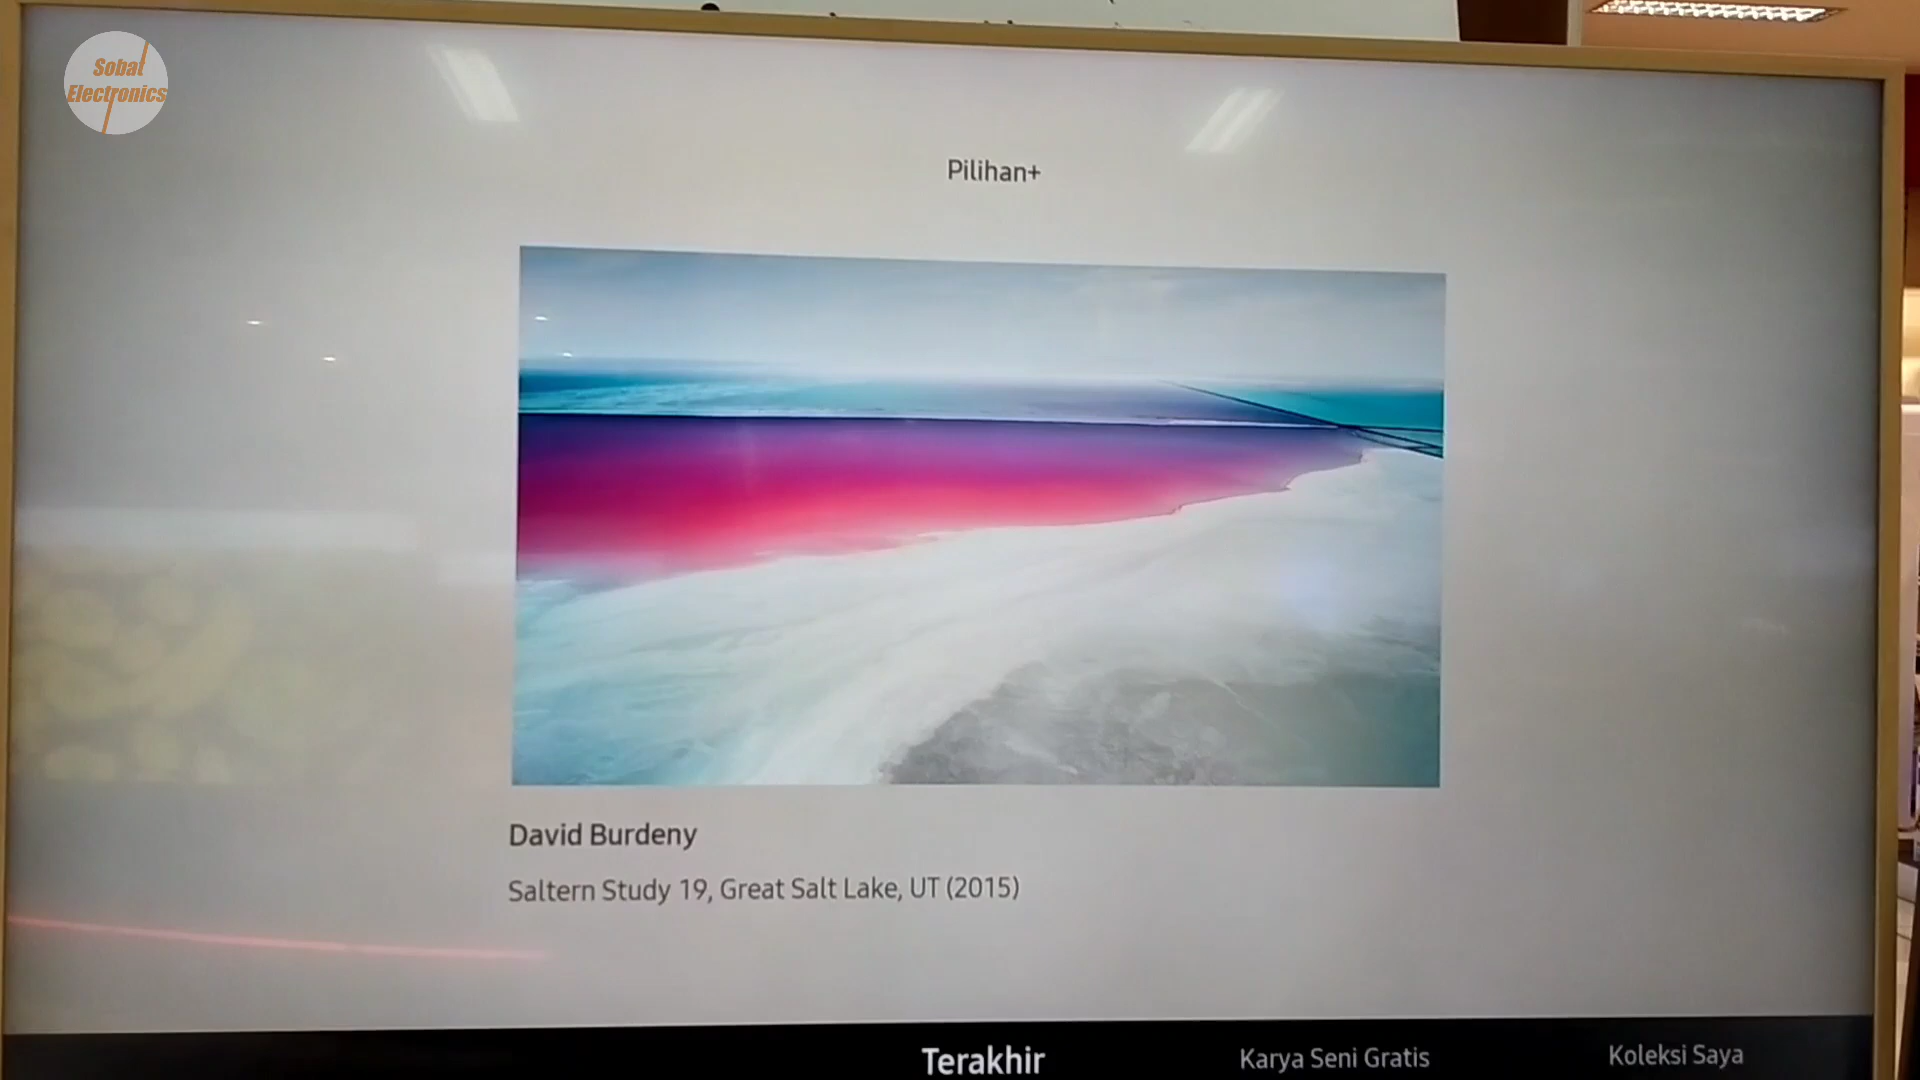 Sobat
Electronics
Pilihan+
David Burdeny
Saltern Study 19, Great Salt Lake, UT (2015)
Terakhir
Karya Seni Gratis
Koleksi Saya